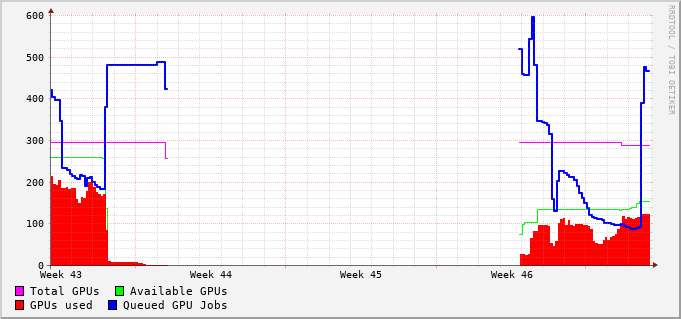 600
500
400
300
200
100
0
Week 43 Week 44 Week 45 Week 46
Total GPUs Available GPUs
GPUs used Queued GPU Jobs
RRDTOOL / TOBI OETIKER